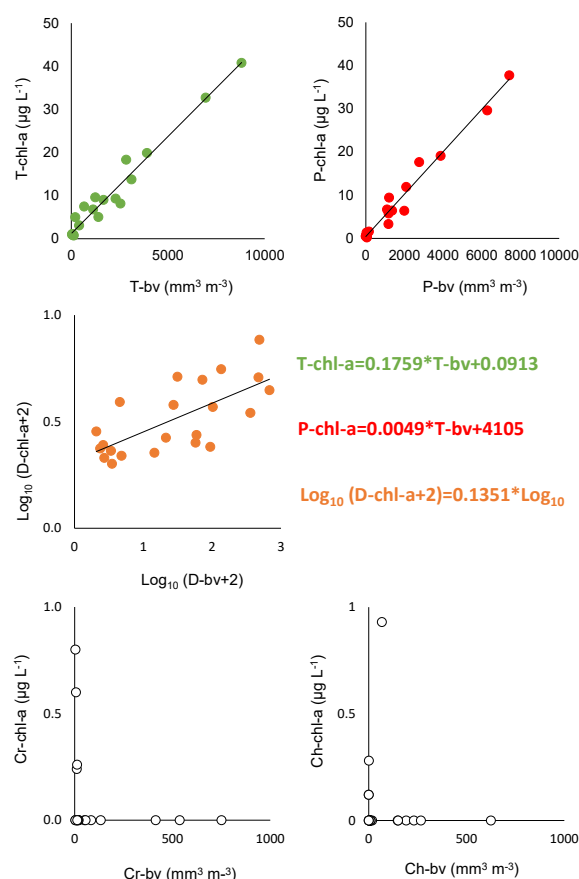 50
40
30
20
10
0
T-chl-a (µg L⁻¹)
0
5000
10000
T-bv (mm³ m⁻³)
50
40
30
20
10
0
P-chl-a (µg L⁻¹)
0 2000 4000 6000 8000 10000
P-bv (mm³ m⁻³)
1.0
0.5
0.0
Log₁₀ (D-chl-a+2)
0 1 2 3
Log₁₀ (D-bv+2)
T-chl-a=0.1759*T-bv+0.0913
P-chl-a=0.0049*T-bv+4105
Log₁₀ (D-chl-a+2)=0.1351*Log₁₀
1.0
0.5
0.0
Cr-chl-a (µg L⁻¹)
0 500 1000
Cr-bv (mm³ m-³)
1
0.5
0
Ch-chl-a (µg L⁻¹)
0 500 1000
Ch-bv (mm³ m⁻³)